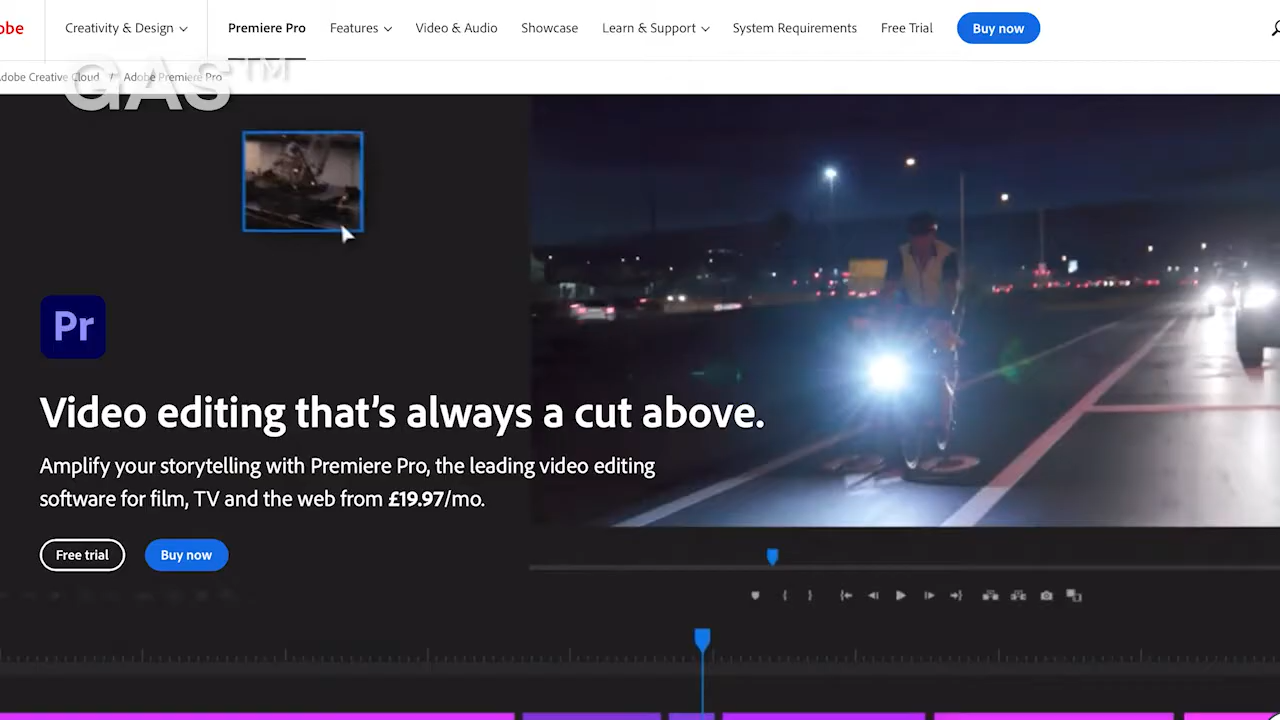 obe
Creativity & Design
Premiere Pro
Features
Video & Audio
Showcase
Learn & Support
System Requirements
Free Trial
Buy now
dobe Creative Cloud / Adobe Premiere Pro
GAS™
Pr
Video editing that's always a cut above.
Amplify your storytelling with Premiere Pro, the leading video editing
software for film, TV and the web from £19.97/mo.
Free trial
Buy now